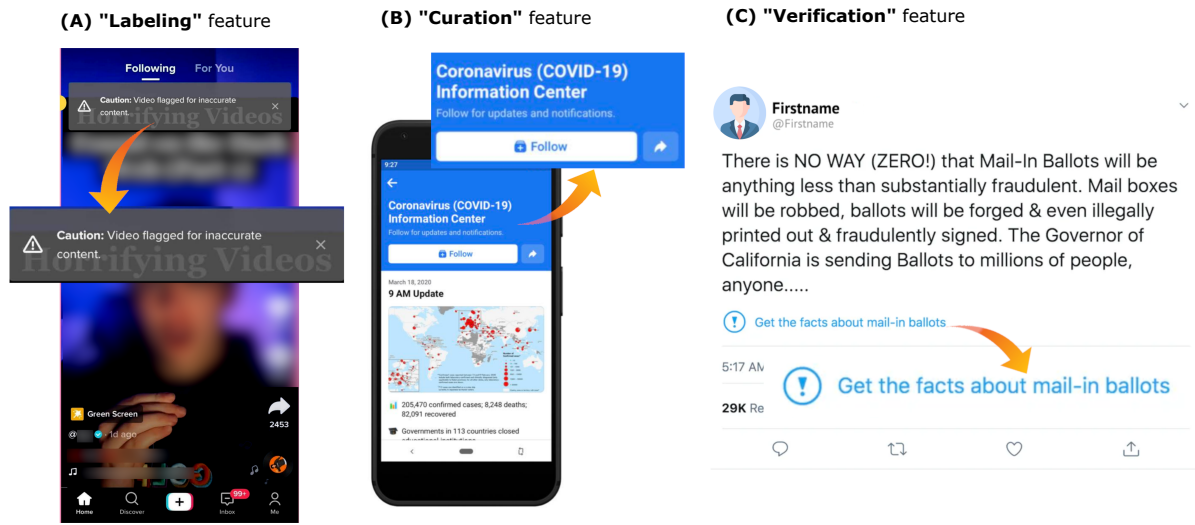 (A) "Labeling" feature
Following For You
Caution: Video flagged for inaccurate
content.
Horrifying Videos
Caution: Video flagged for inaccurate
content.
Horrifying Videos
Green Screen
@ · 1d ago
2453
99+
Home Discover Inbox Me
(B) "Curation" feature
Coronavirus (COVID-19)
Information Center
Follow for updates and notifications.
Follow
9:27
Coronavirus (COVID-19)
Information Center
Follow for updates and notifications.
Follow
March 18, 2020
9 AM Update
205,470 confirmed cases; 8,248 deaths;
82,091 recovered
Governments in 113 countries closed
educational institutions
(C) "Verification" feature
Firstname
@Firstname
There is NO WAY (ZERO!) that Mail-In Ballots will be
anything less than substantially fraudulent. Mail boxes
will be robbed, ballots will be forged & even illegally
printed out & fraudulently signed. The Governor of
California is sending Ballots to millions of people,
anyone.....
Get the facts about mail-in ballots
5:17 AM
Get the facts about mail-in ballots
29K Re